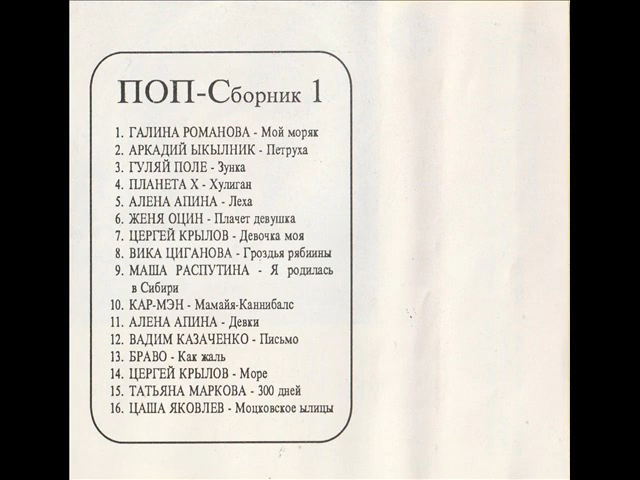 ПОП-Сборник 1
1. ГАЛИНА РОМАНОВА - Мой моряк
2. АРКАДИЙ ЫКЫЛНИК - Петруха
3. ГУЛЯЙ ПОЛЕ - Зунка
4. ПЛАНЕТА Х - Хулиган
5. АЛЕНА АПИНА - Леха
6. ЖЕНЯ ОЦИН - Плачет девушка
7. ЦЕРГЕЙ КРЫЛОВ - Девочка моя
8. ВИКА ЦИГАНОВА - Гроздья рябиины
9. МАША РАСПУТИНА - Я родилась
в Сибири
10. КАР-МЭН - Мамайя-Каннибалс
11. АЛЕНА АПИНА - Девки
12. ВАДИМ КАЗАЧЕНКО - Письмо
13. БРАВО - Как жаль
14. ЦЕРГЕЙ КРЫЛОВ - Море
15. ТАТЬЯНА МАРКОВА - 300 дней
16. ЦАША ЯКОВЛЕВ - Моцковское ылицы